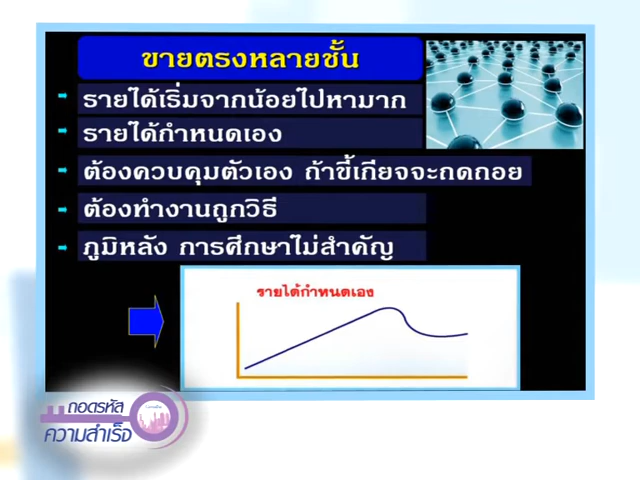 ขายตรงหลายชั้น
รายได้เริ่มจากน้อยไปหามาก
รายได้กำหนดเอง
ต้องควบคุมตัวเอง ถ้าขี้เกียจจะถดถอย
ต้องทำงานถูกวิธี
ภูมิหลัง การศึกษาไม่สำคัญ
รายได้กำหนดเอง
ถอดรหัส
ความสำเร็จ